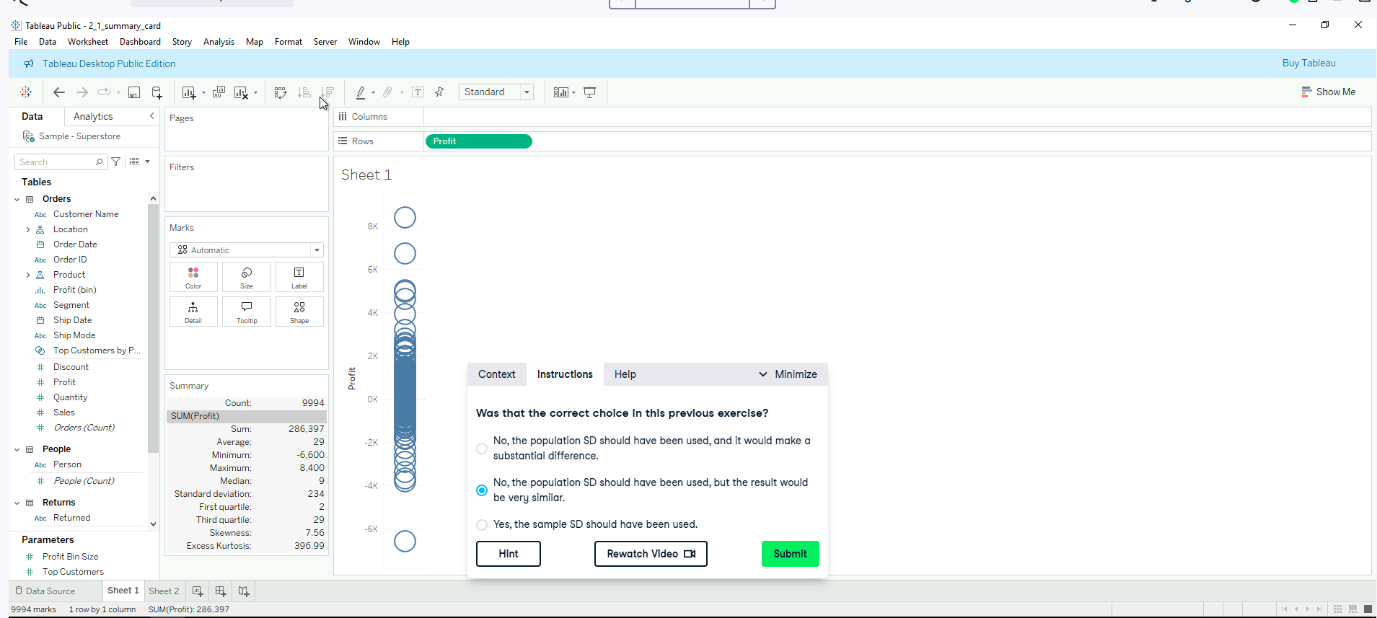 Tableau Public - 2_1_summary_card
File Data Worksheet Dashboard Story Analysis Map Format Server Window Help
Tableau Desktop Public Edition Buy Tableau
Standard Show Me
Data Analytics Pages Columns
Sample - Superstore Rows Profit
Search Filters
Tables Sheet 1
Orders
Abc Customer Name
Location Marks
Order Date
Automatic
Abc Order ID
Product
Color Size Label
Profit (bin)
Abc Segment
Ship Date
Detail Tooltip Shape
Abc Ship Mode
Top Customers by P...
# Discount
# Profit
# Quantity
# Sales
# Orders (Count)
People
Abc Person
# People (Count)
Returns
Abc Returned
Parameters
# Profit Bin Size
# Top Customers
Summary
Count: 9994
SUM(Profit)
Sum: 286,397
Average: 29
Minimum: -6,600
Maximum: 8,400
Median: 9
Standard deviation: 234
First quartile: 2
Third quartile: 29
Skewness: 7.56
Excess Kurtosis: 396.99
Profit
8K
6K
4K
2K
0K
-2K
-4K
-6K
Context Instructions Help Minimize
Was that the correct choice in this previous exercise?
No, the population SD should have been used, and it would make a
substantial difference.
No, the population SD should have been used, but the result would
be very similar.
Yes, the sample SD should have been used.
Hint Rewatch Video Submit
Data Source Sheet 1 Sheet 2
9994 marks 1 row by 1 column SUM(Profit): 286,397